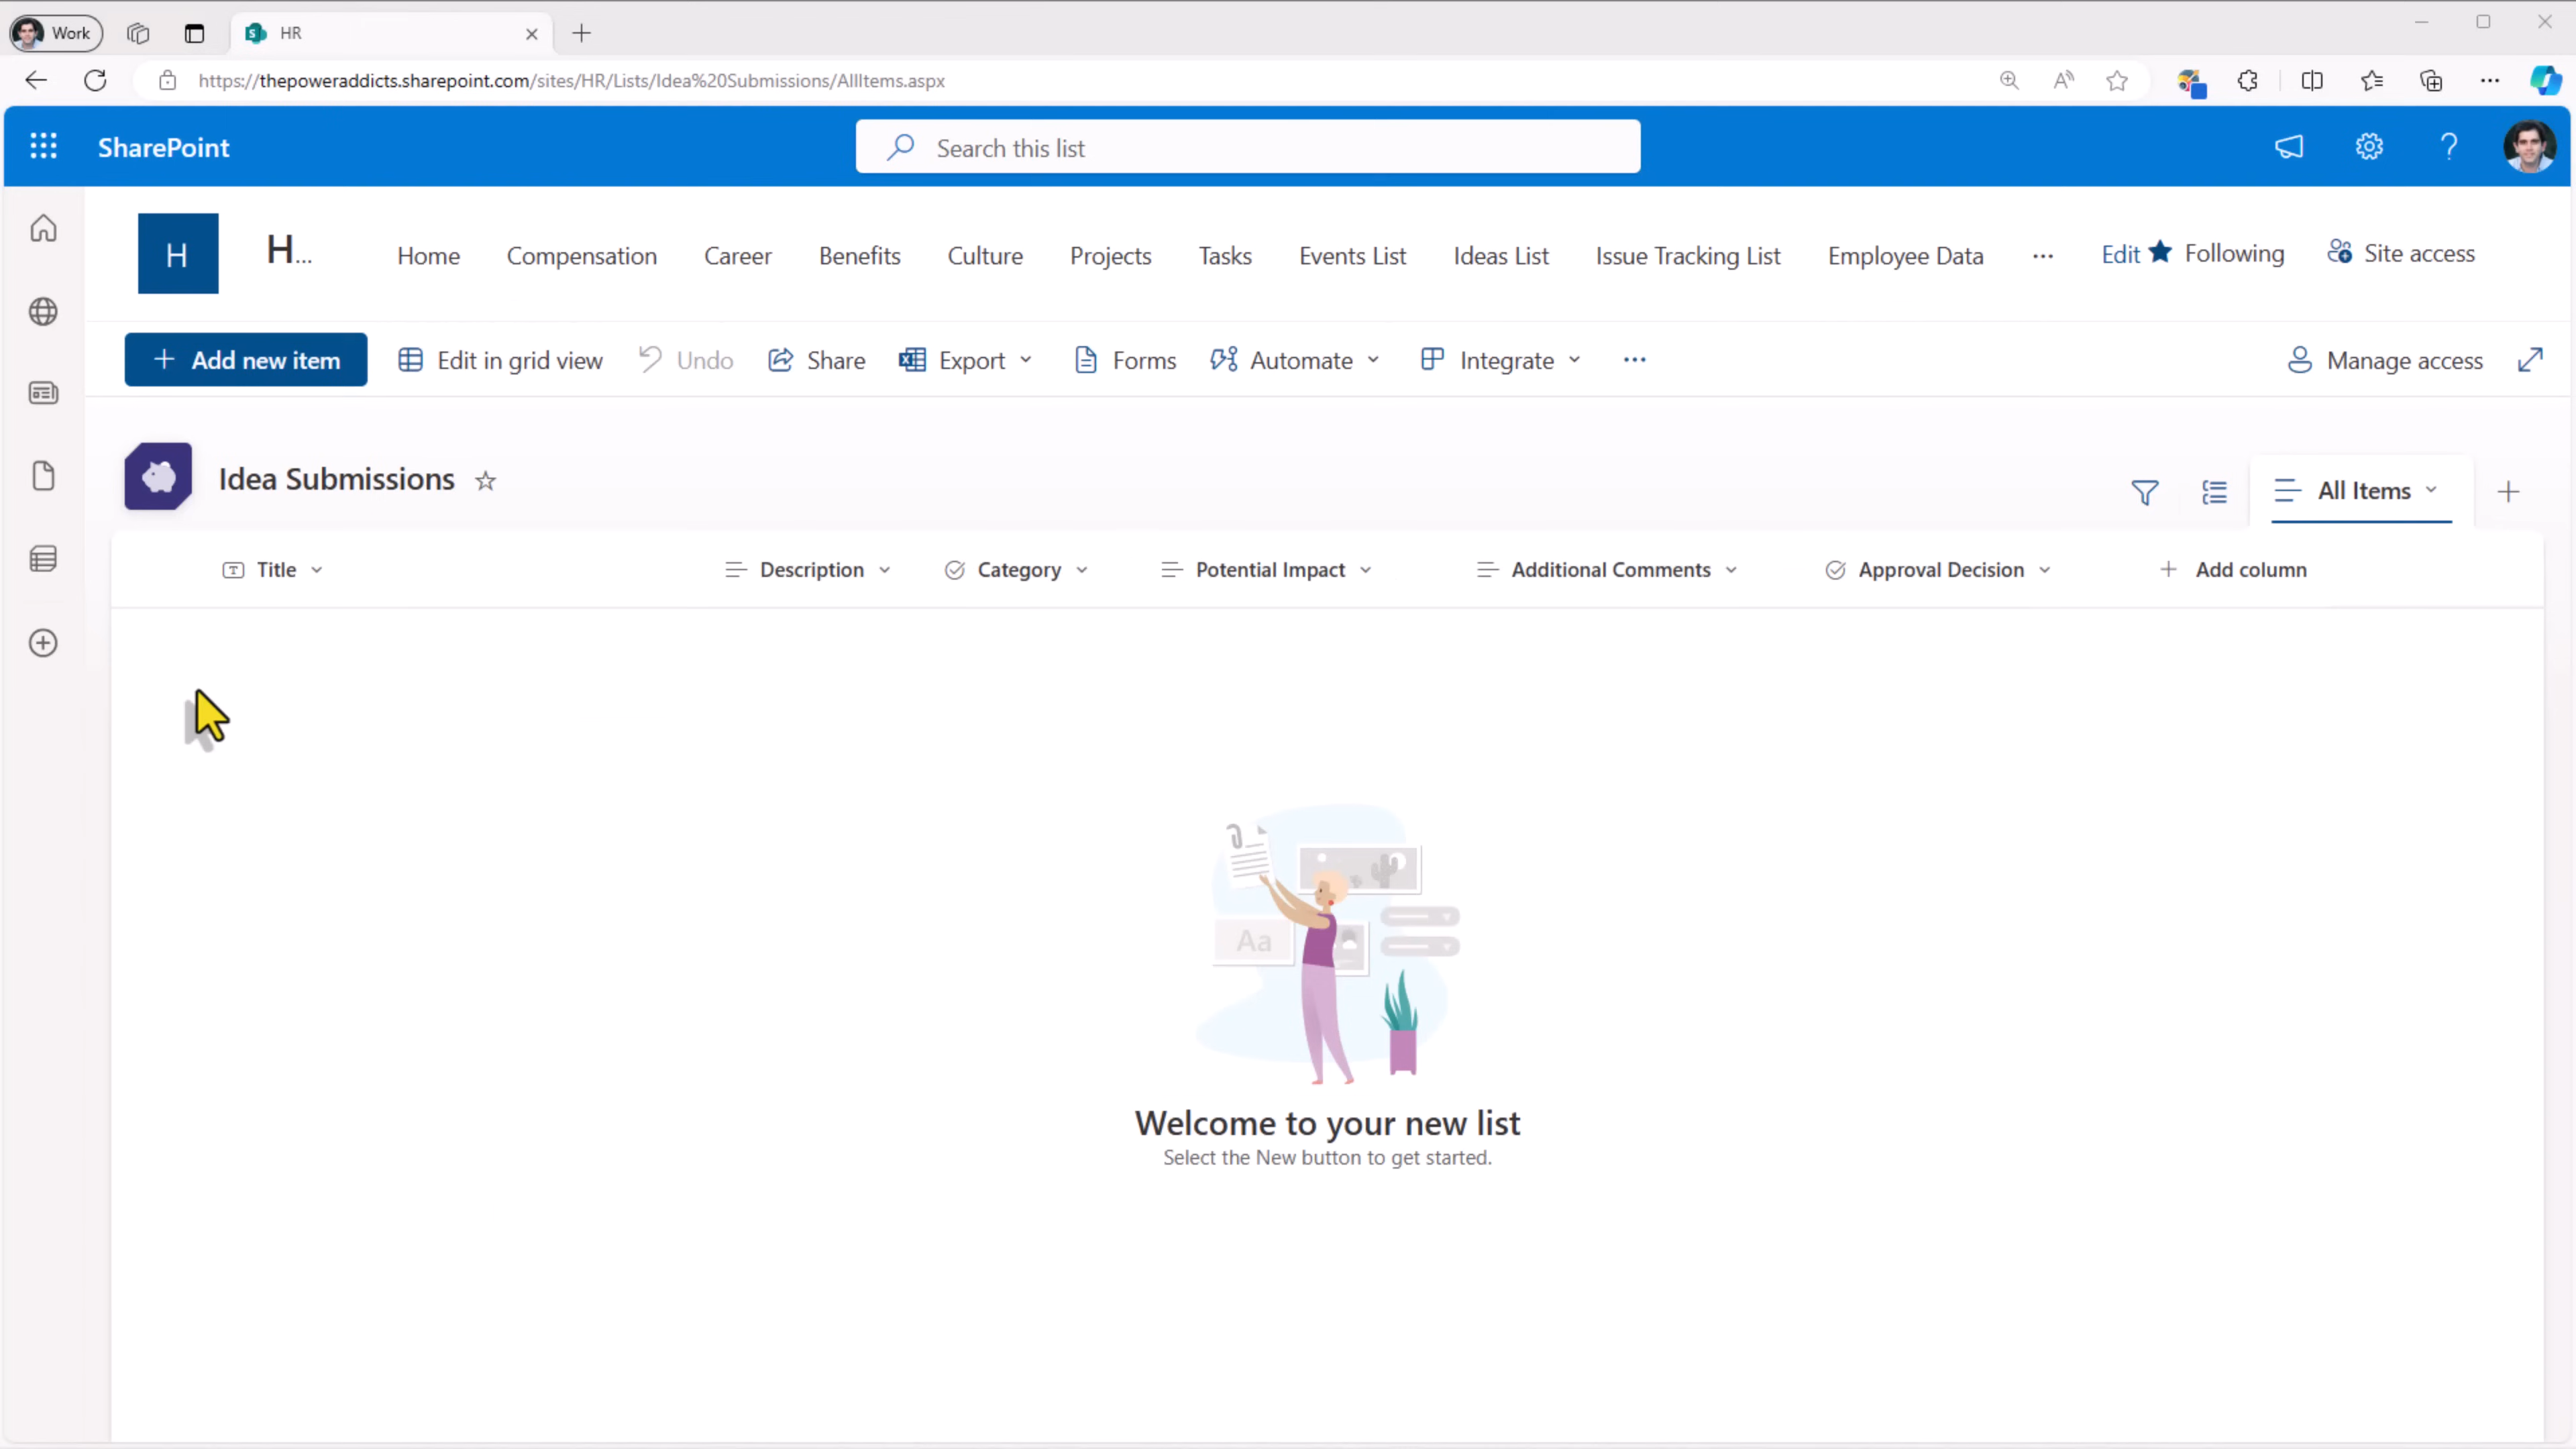 Work
HR
https://thepoweraddicts.sharepoint.com/sites/HR/Lists/Idea%20Submissions/AllItems.aspx
SharePoint
Search this list
H
H...
Home
Compensation
Career
Benefits
Culture
Projects
Tasks
Events List
Ideas List
Issue Tracking List
Employee Data
Edit
Following
Site access
Add new item
Edit in grid view
Undo
Share
Export
Forms
Automate
Integrate
Manage access
Idea Submissions
All Items
Title
Description
Category
Potential Impact
Additional Comments
Approval Decision
Add column
Aa
Welcome to your new list
Select the New button to get started.